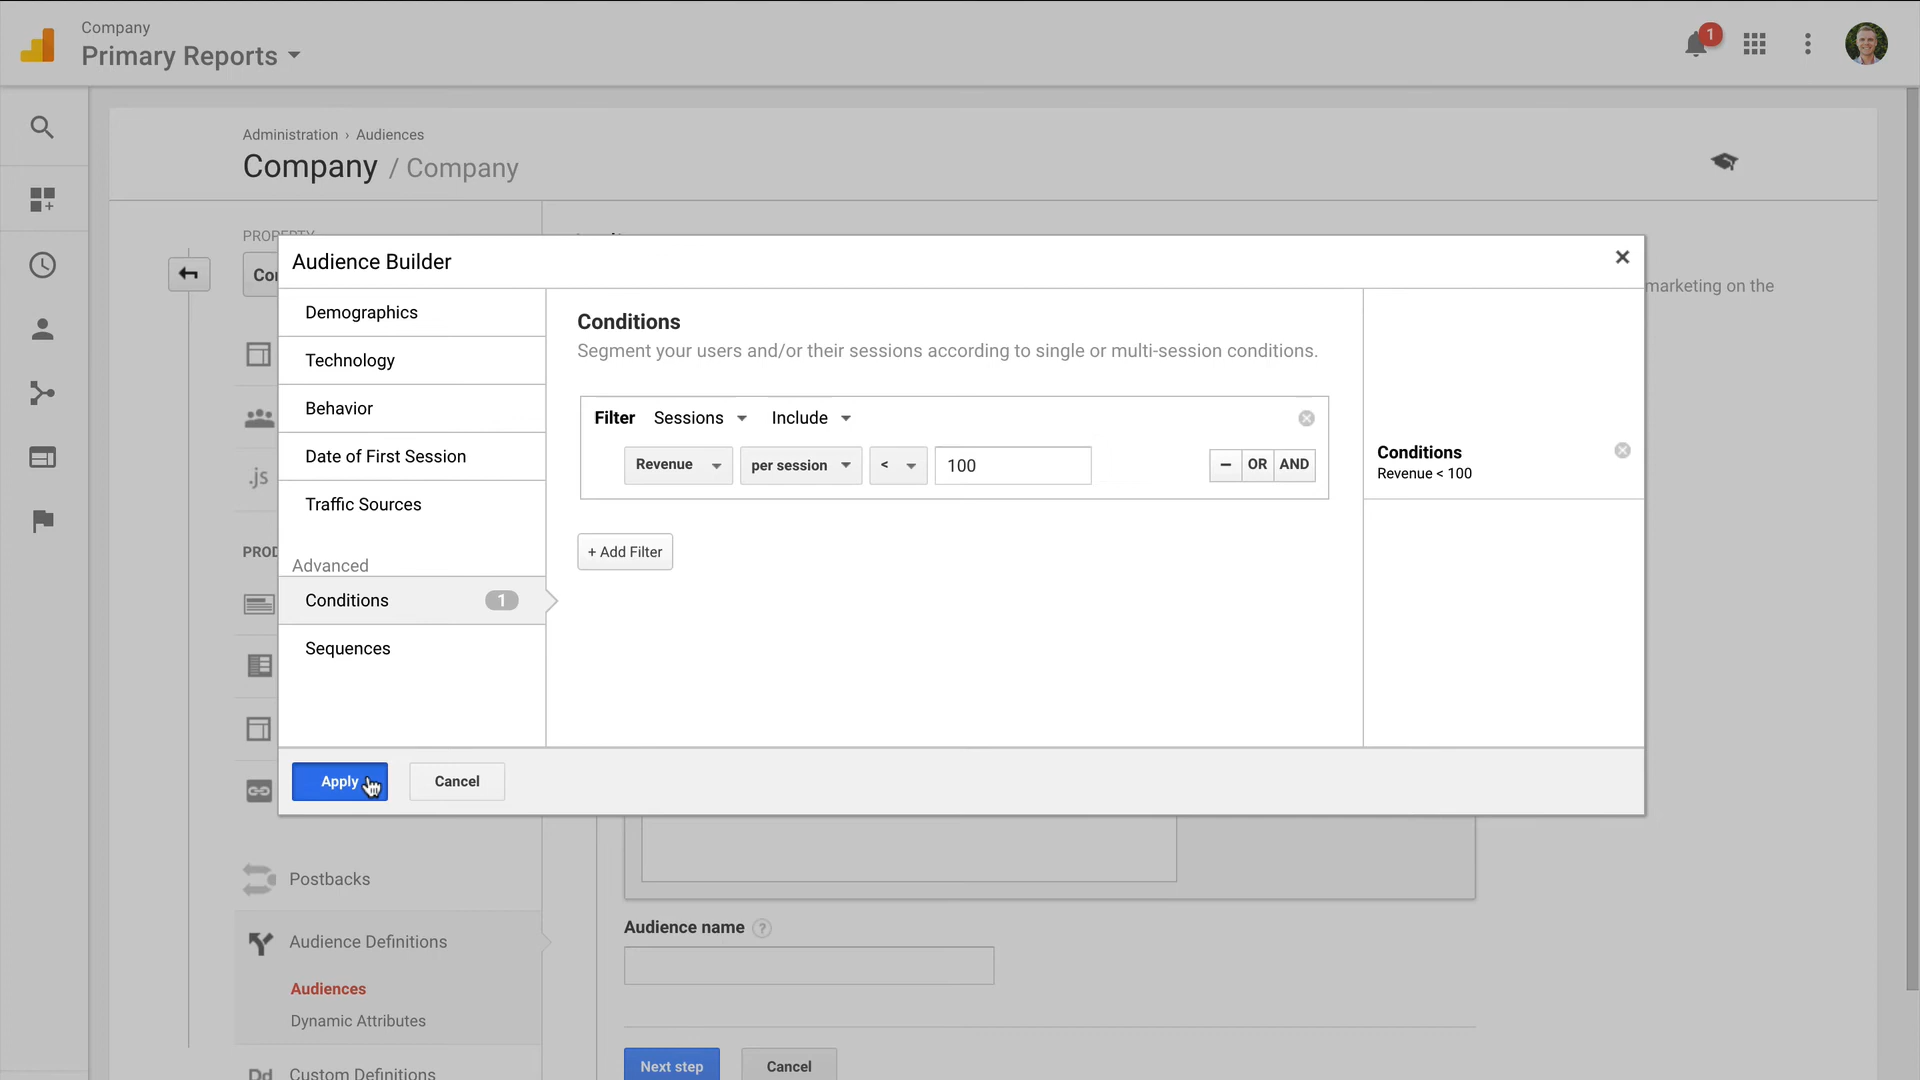 Company
Primary Reports
1
Administration › Audiences
Company / Company
PROPERTY
Co
marketing on the
Audience Builder
Demographics
Technology
Behavior
Date of First Session
Traffic Sources
Advanced
Conditions 1
Sequences
Conditions
Segment your users and/or their sessions according to single or multi-session conditions.
Filter Sessions Include
Revenue per session < 100 – OR AND
+ Add Filter
Conditions
Revenue < 100
.js
PROD
Apply Cancel
Postbacks
Audience Definitions
Audiences
Dynamic Attributes
Dd Custom Definitions
Audience name ?
Next step Cancel